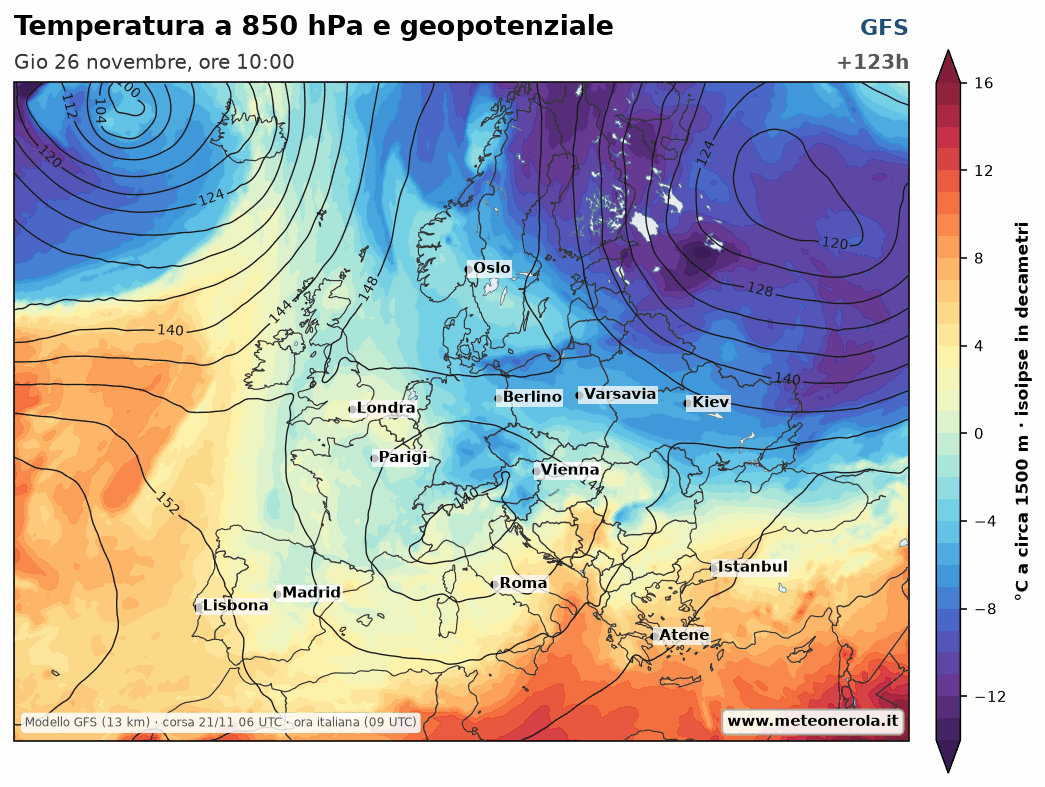 Temperatura a 850 hPa e geopotenziale
GFS
Gio 26 novembre, ore 10:00
+123h
100
112
104
120
124
124
120
128
148
144
140
140
152
140
144
Oslo
Londra
Berlino
Varsavia
Kiev
Parigi
Vienna
Istanbul
Roma
Madrid
Lisbona
Atene
16
12
8
4
0
−4
−8
−12
°C a circa 1500 m · isoipse in decametri
Modello GFS (13 km) · corsa 21/11 06 UTC · ora italiana (09 UTC)
www.meteonerola.it